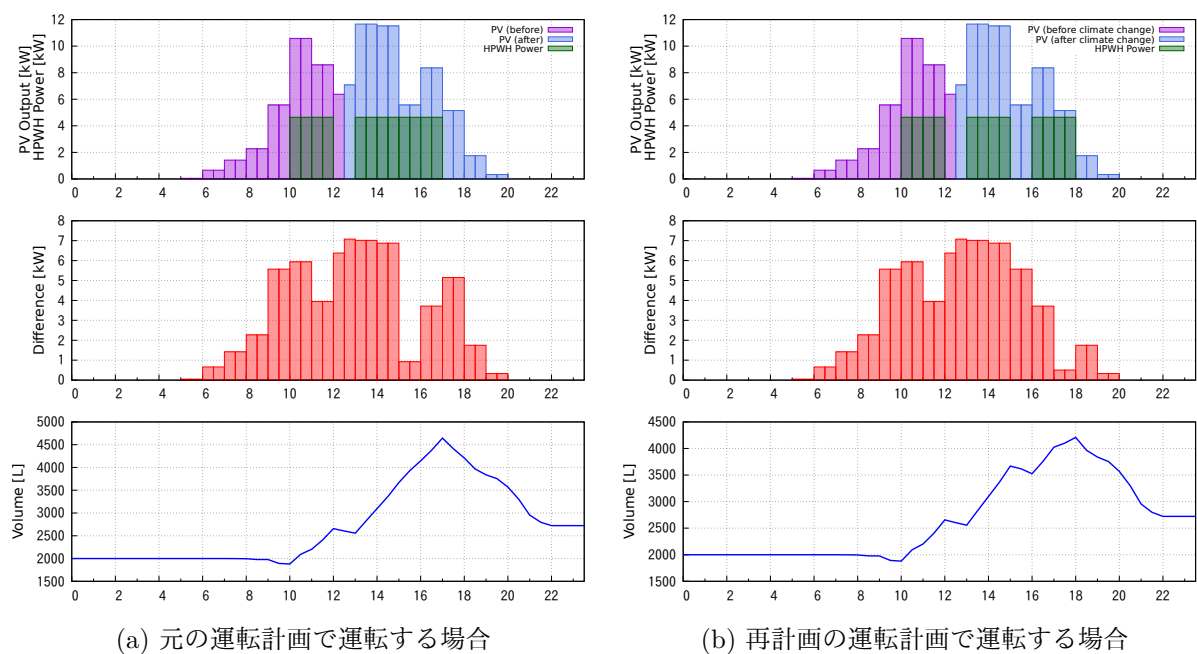 PV Output [kW]
HPWH Power [kW]
12
10
8
6
4
2
0
PV (before)
PV (after)
HPWH Power
0 2 4 6 8 10 12 14 16 18 20 22
Difference [kW]
8
7
6
5
4
3
2
1
0
0 2 4 6 8 10 12 14 16 18 20 22
Volume [L]
5000
4500
4000
3500
3000
2500
2000
1500
0 2 4 6 8 10 12 14 16 18 20 22
(a) 元の運転計画で運転する場合
PV Output [kW]
HPWH Power [kW]
12
10
8
6
4
2
0
PV (before climate change)
PV (after climate change)
HPWH Power
0 2 4 6 8 10 12 14 16 18 20 22
Difference [kW]
8
7
6
5
4
3
2
1
0
0 2 4 6 8 10 12 14 16 18 20 22
Volume [L]
4500
4000
3500
3000
2500
2000
1500
0 2 4 6 8 10 12 14 16 18 20 22
(b) 再計画の運転計画で運転する場合